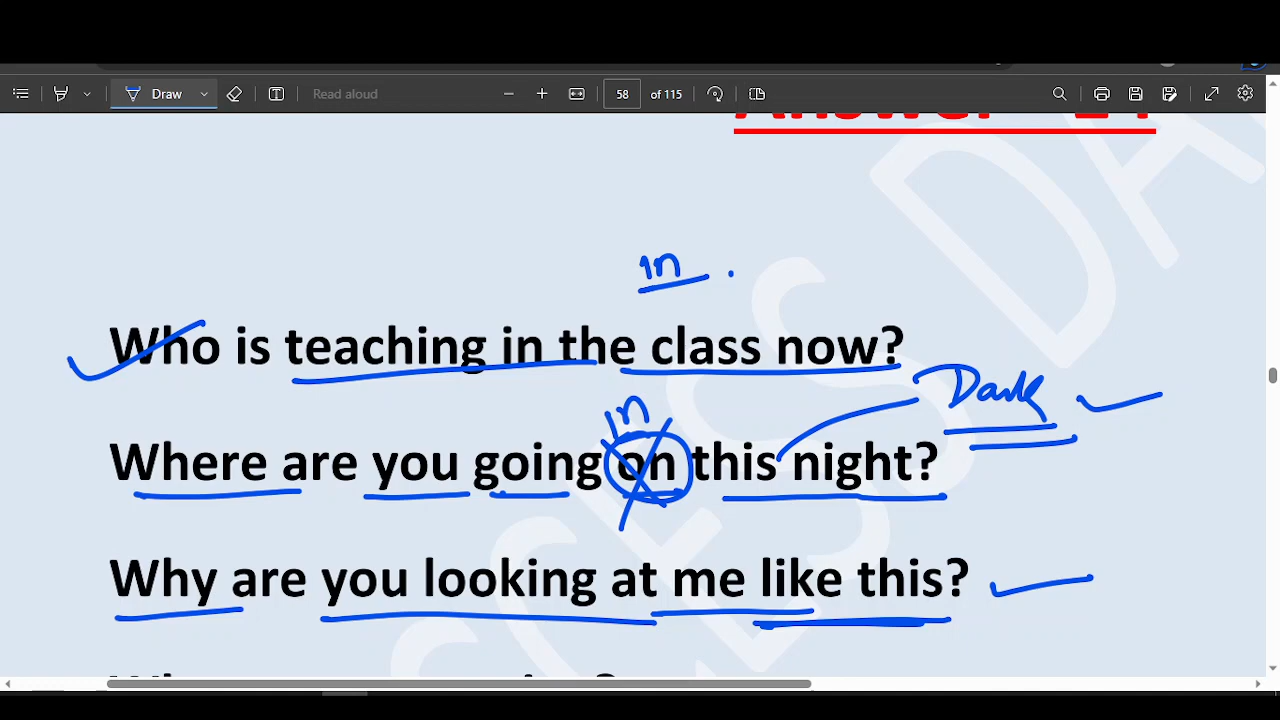 Draw
Read aloud
58 of 115
in
Who is teaching in the class now?
Dark
in
Where are you going on this night?
Why are you looking at me like this?